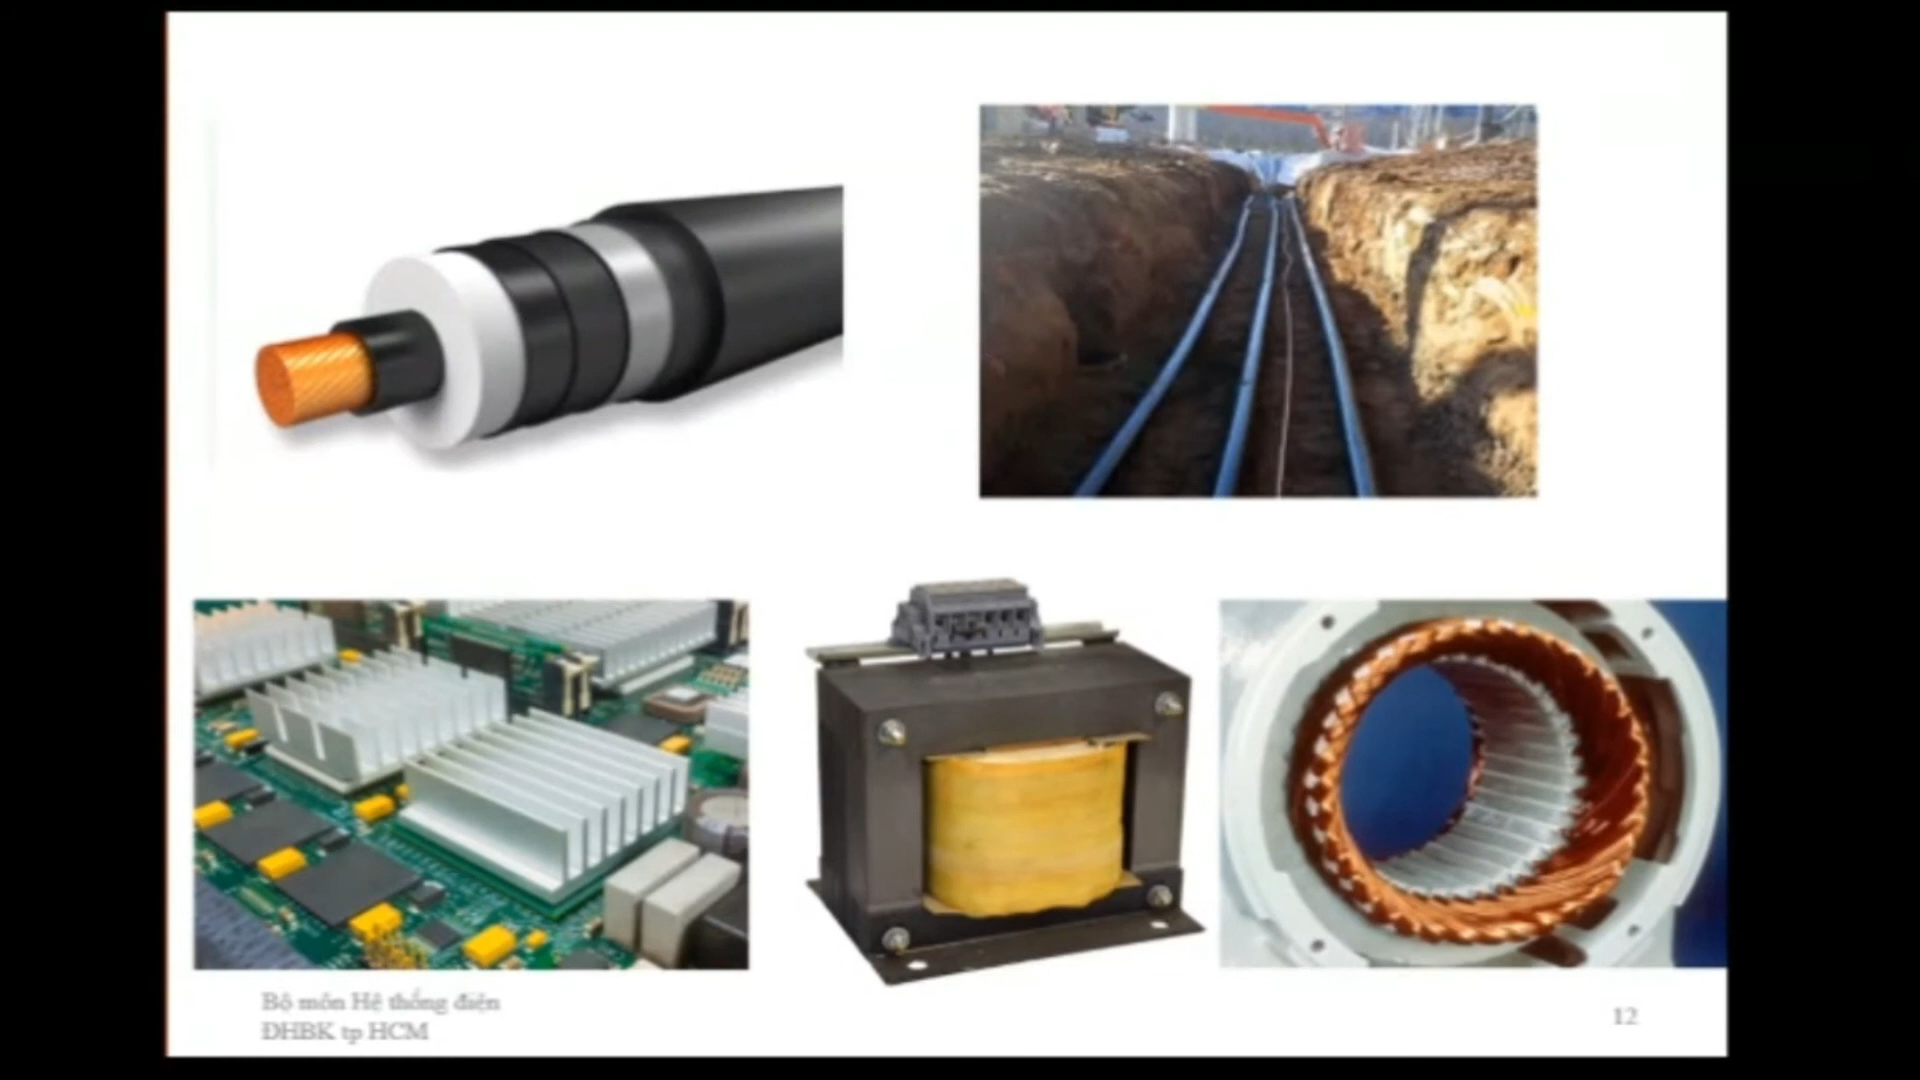 Bộ môn Hệ thống điện
ĐHBK tp HCM
12